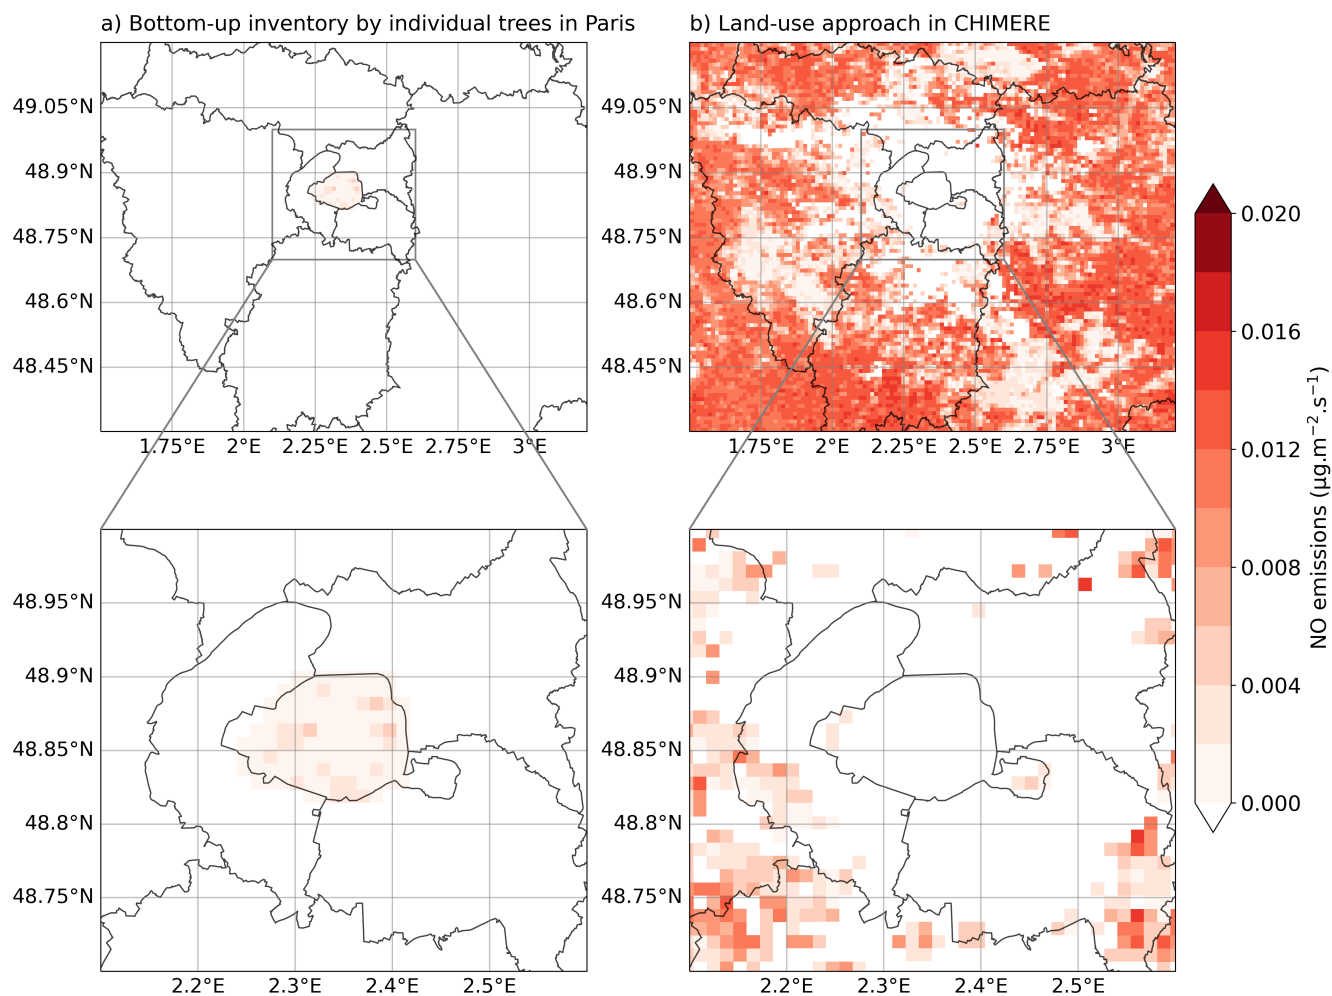 a) Bottom-up inventory by individual trees in Paris
b) Land-use approach in CHIMERE
49.05°N
48.9°N
48.75°N
48.6°N
48.45°N
1.75°E 2°E 2.25°E 2.5°E 2.75°E 3°E
49.05°N
48.9°N
48.75°N
48.6°N
48.45°N
1.75°E 2°E 2.25°E 2.5°E 2.75°E 3°E
48.95°N
48.9°N
48.85°N
48.8°N
48.75°N
2.2°E 2.3°E 2.4°E 2.5°E
48.95°N
48.9°N
48.85°N
48.8°N
48.75°N
2.2°E 2.3°E 2.4°E 2.5°E
0.020
0.016
0.012
0.008
0.004
0.000
NO emissions (µg.m⁻².s⁻¹)